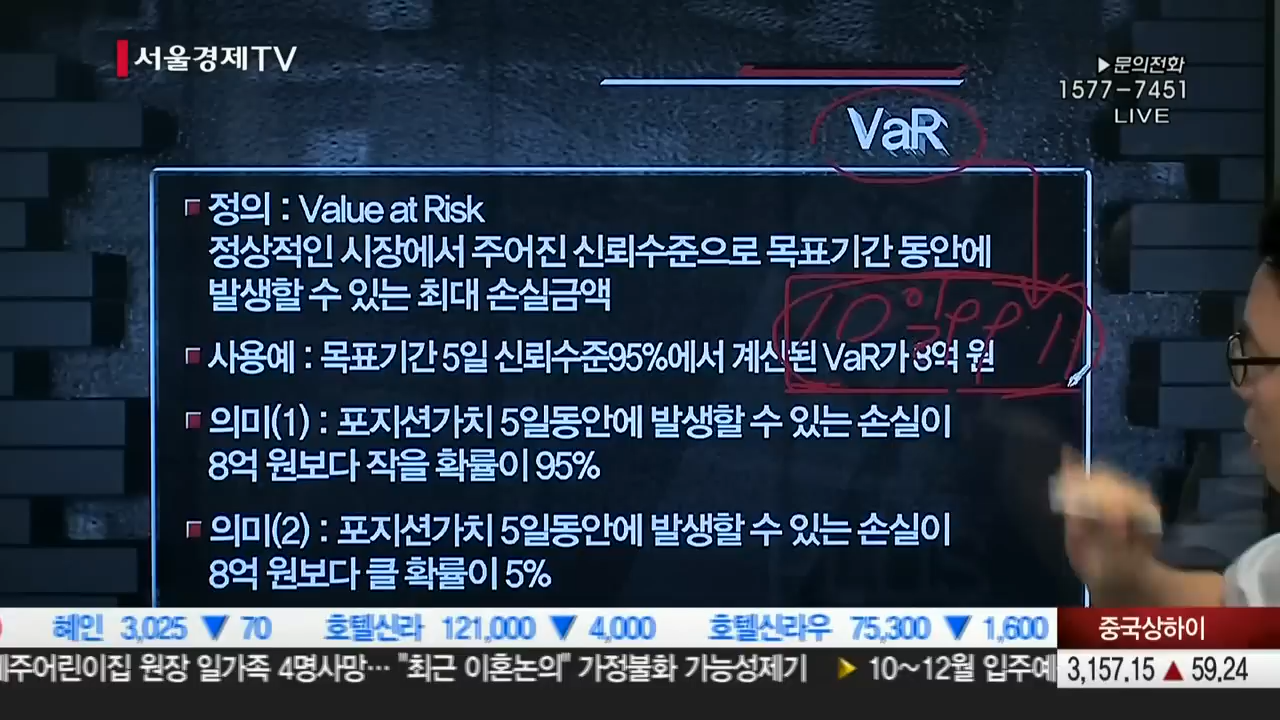 서울경제TV
▶문의전화
1577-7451
LIVE
VaR
정의 : Value at Risk
정상적인 시장에서 주어진 신뢰수준으로 목표기간 동안에
발생할 수 있는 최대 손실금액
사용예 : 목표기간 5일 신뢰수준95%에서 계산된 VaR가 8억 원
의미(1) : 포지션가치 5일동안에 발생할 수 있는 손실이
8억 원보다 작을 확률이 95%
의미(2) : 포지션가치 5일동안에 발생할 수 있는 손실이
8억 원보다 클 확률이 5%
혜인 3,025 ▼ 70 호텔신라 121,000 ▼ 4,000 호텔신라우 75,300 ▼ 1,600
중국상하이
제주어린이집 원장 일가족 4명사망… "최근 이혼논의" 가정불화 가능성제기 ▶ 10~12월 입주예
3,157.15 ▲ 59.24